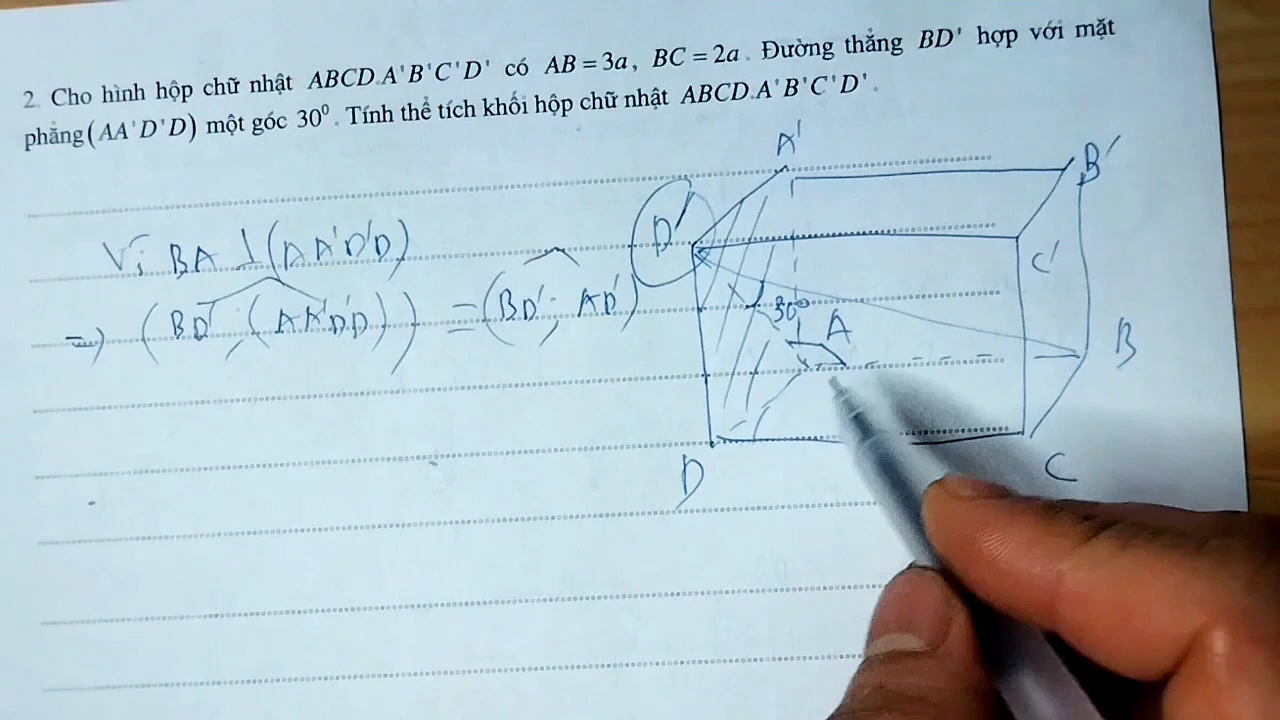 2. Cho hình hộp chữ nhật ABCD.A'B'C'D' có AB = 3a, BC = 2a. Đường thẳng BD' hợp với mặt
phẳng (AA'D'D) một góc 30⁰. Tính thể tích khối hộp chữ nhật ABCD.A'B'C'D'.
A'
B'
D'
Vì BA ⊥ (AA'D'D)
C'
=> (BD'; (AA'D'D)) = (BD'; AD')
30°
A
B
D
C